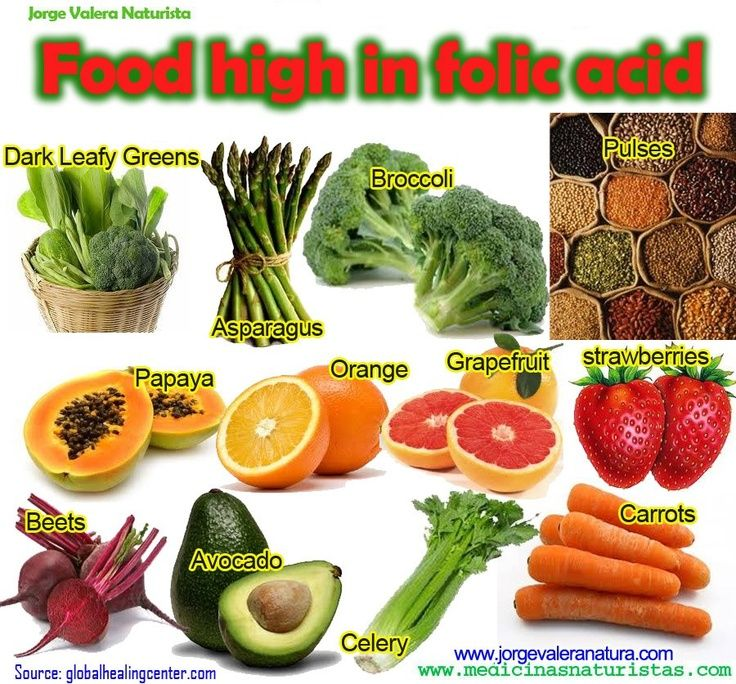 Jorge Valera Naturista
Food high in folic acid
Dark Leafy Greens
Broccoli
Pulses
Asparagus
Papaya
Orange
Grapefruit
strawberries
Beets
Avocado
Celery
Carrots
www.jorgevaleranatura.com
www.medicinasnaturistas.com
Source: globalhealingcenter.com